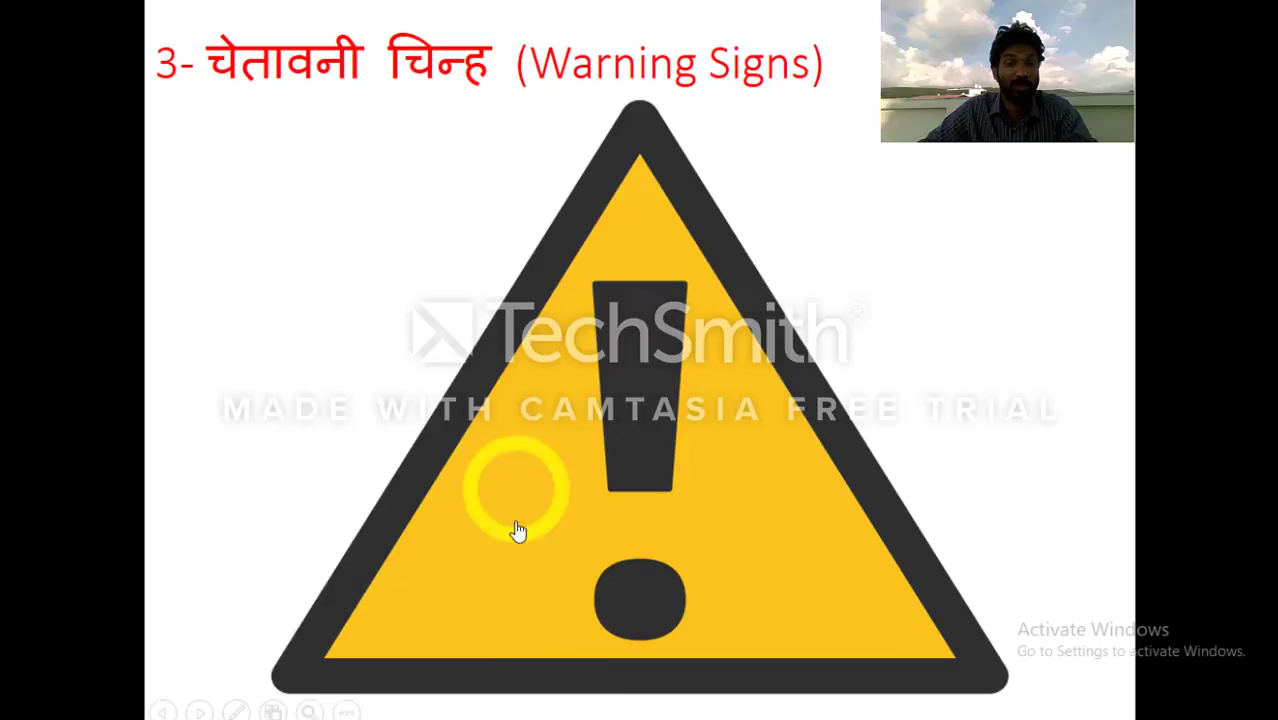 3- चेतावनी चिन्ह (Warning Signs)
!
TechSmith®
MADE WITH CAMTASIA FREE TRIAL
Activate Windows
Go to Settings to activate Windows.